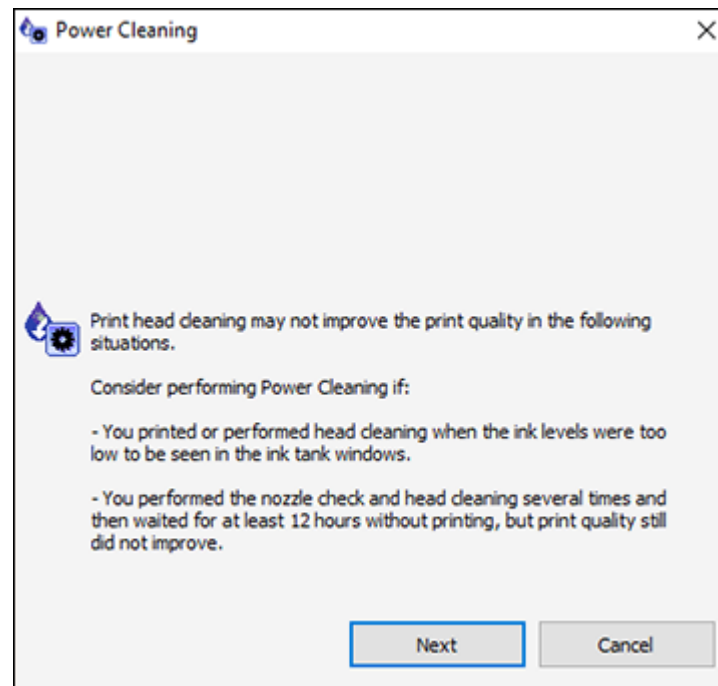 Power Cleaning
Print head cleaning may not improve the print quality in the following
situations.
Consider performing Power Cleaning if:
- You printed or performed head cleaning when the ink levels were too
low to be seen in the ink tank windows.
- You performed the nozzle check and head cleaning several times and
then waited for at least 12 hours without printing, but print quality still
did not improve.
Next
Cancel